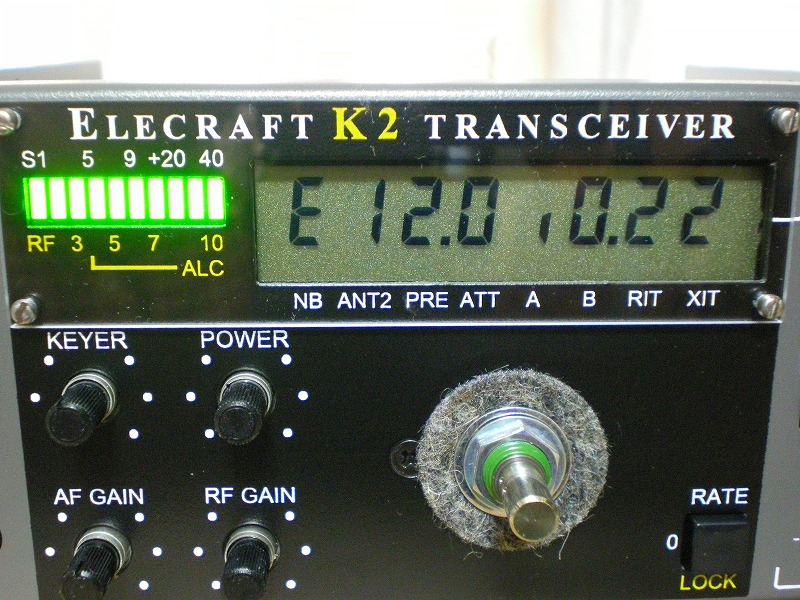 ELECRAFT K2 TRANSCEIVER
S1 5 9 +20 40
E 12.0 i0.22
RF 3 5 7 10
ALC
NB ANT2 PRE ATT A B RIT XIT
KEYER POWER
AF GAIN RF GAIN
RATE
0
LOCK